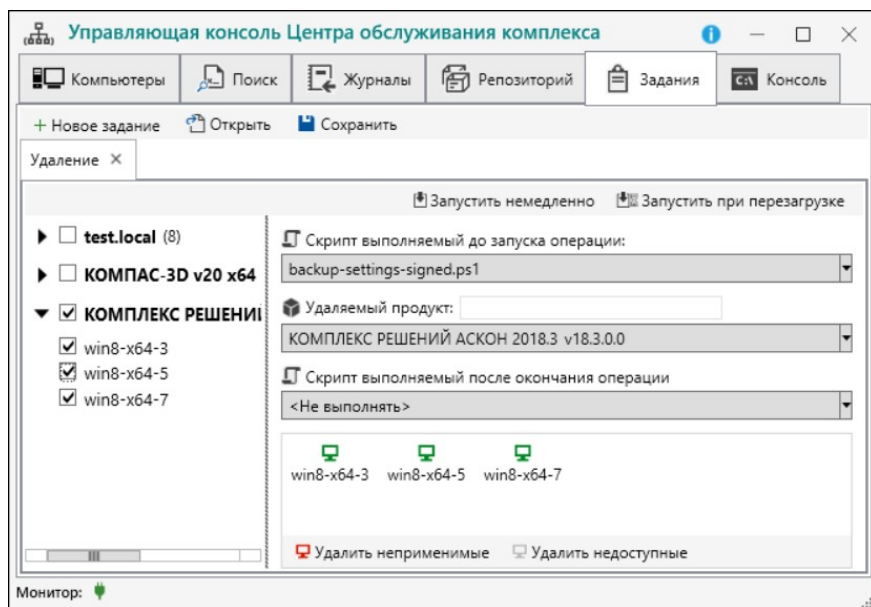 Управляющая консоль Центра обслуживания комплекса
Компьютеры Поиск Журналы Репозиторий Задания C:\ Консоль
+ Новое задание Открыть Сохранить
Удаление ×
Запустить немедленно Запустить при перезагрузке
test.local (8)
КОМПАС-3D v20 x64
КОМПЛЕКС РЕШЕНИ
win8-x64-3
win8-x64-5
win8-x64-7
Скрипт выполняемый до запуска операции:
backup-settings-signed.ps1
Удаляемый продукт:
КОМПЛЕКС РЕШЕНИЙ АСКОН 2018.3 v18.3.0.0
Скрипт выполняемый после окончания операции
<Не выполнять>
win8-x64-3 win8-x64-5 win8-x64-7
Удалить неприменимые Удалить недоступные
Монитор: